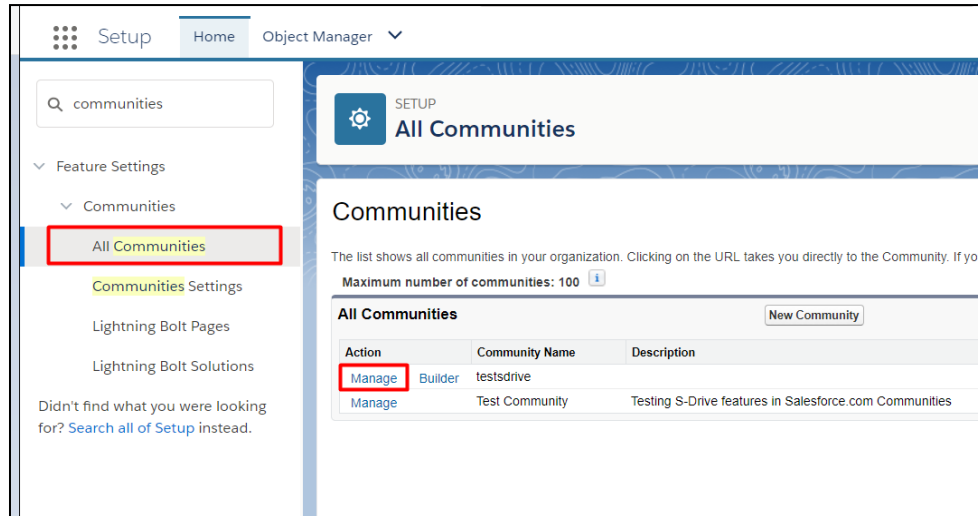 Setup Home Object Manager
communities
Feature Settings
Communities
All Communities
Communities Settings
Lightning Bolt Pages
Lightning Bolt Solutions
Didn't find what you were looking
for? Search all of Setup instead.
SETUP
All Communities
Communities
The list shows all communities in your organization. Clicking on the URL takes you directly to the Community. If yo
Maximum number of communities: 100 i
All Communities New Community
Action Community Name Description
Manage Builder testsdrive
Manage Test Community Testing S-Drive features in Salesforce.com Communities